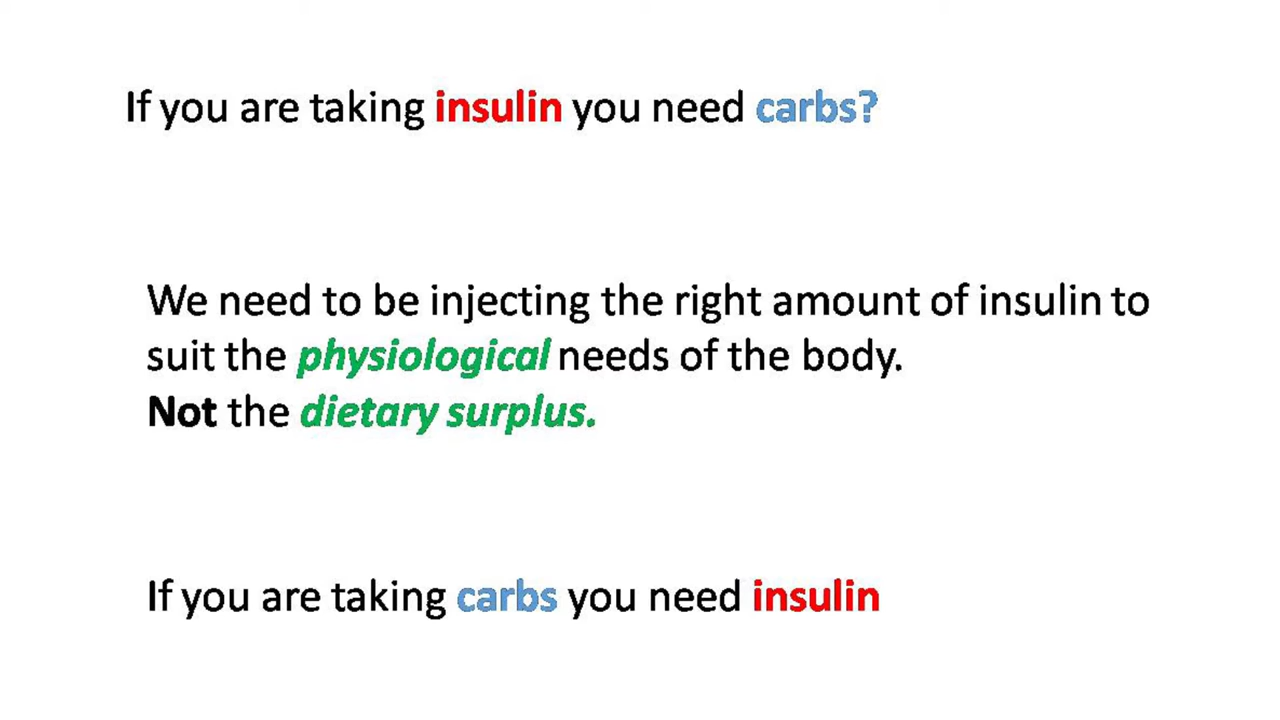 If you are taking insulin you need carbs?
We need to be injecting the right amount of insulin to
suit the physiological needs of the body.
Not the dietary surplus.
If you are taking carbs you need insulin